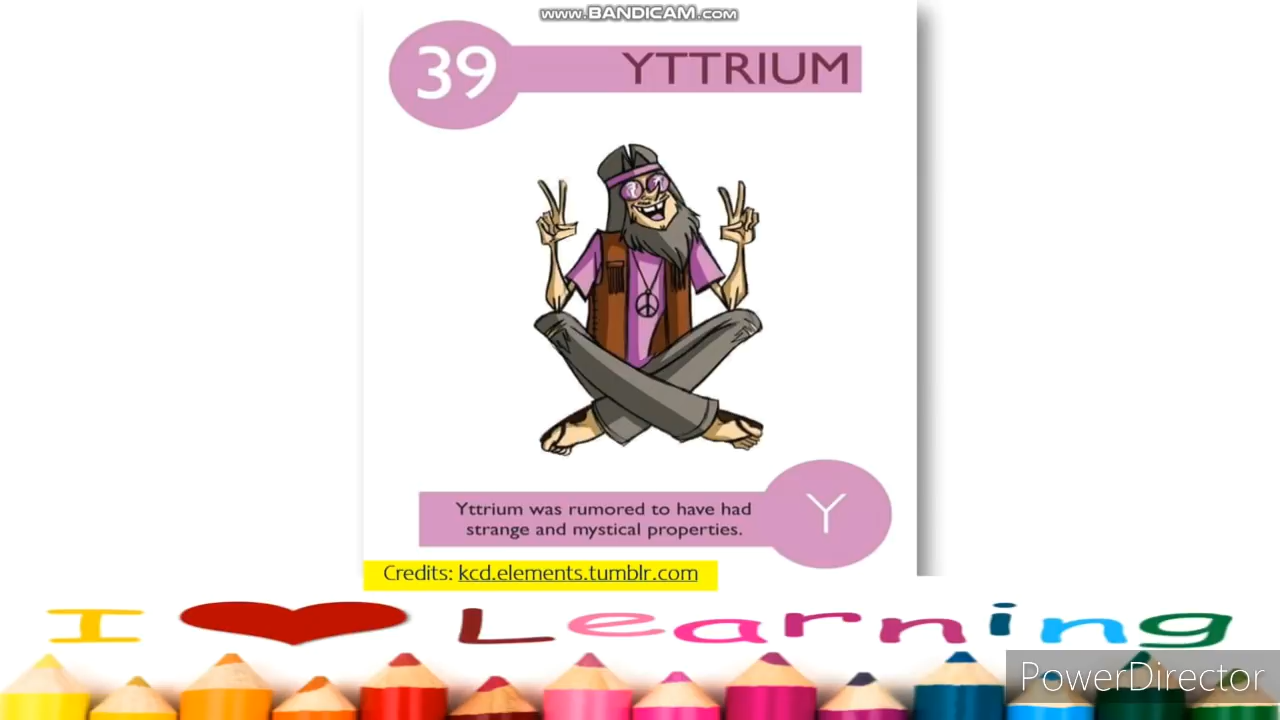 www.BANDICAM.com
39 YTTRIUM
Yttrium was rumored to have had
strange and mystical properties.
Y
Credits: kcd.elements.tumblr.com
I Learning
PowerDirector